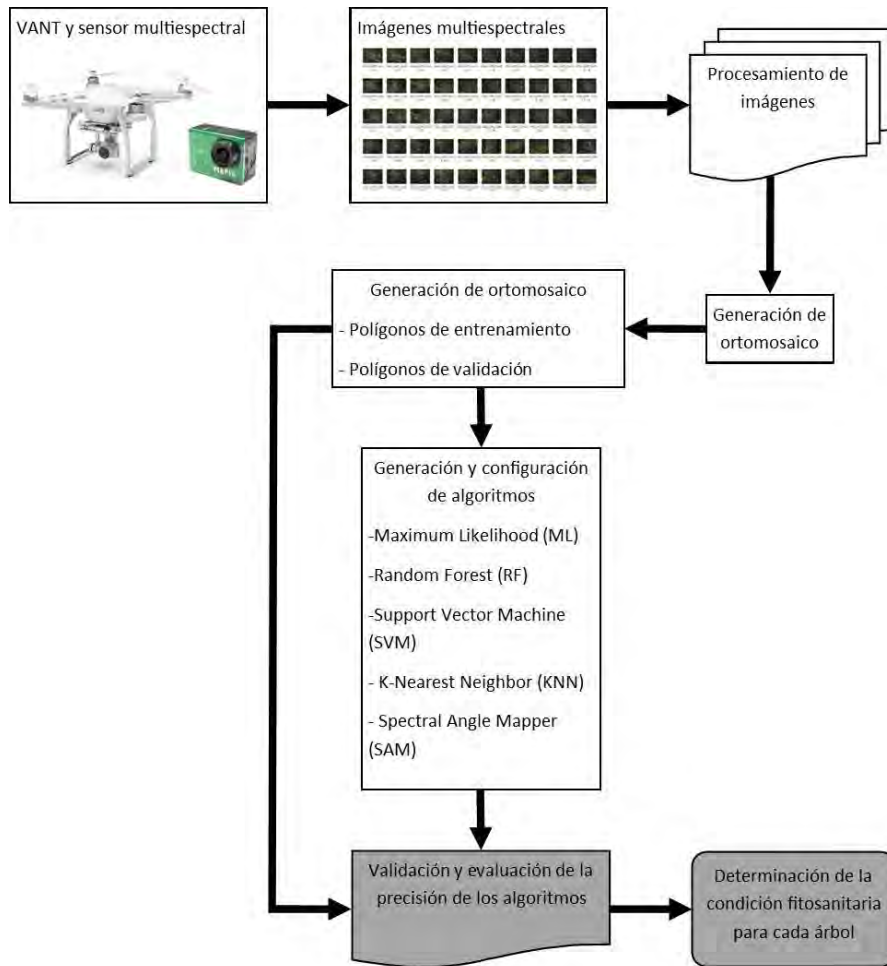 VANT y sensor multiespectral
Imágenes multiespectrales
Procesamiento de
imágenes
Generación de
ortomosaico
Generación de ortomosaico
- Polígonos de entrenamiento
- Polígonos de validación
Generación y configuración
de algoritmos
-Maximum Likelihood (ML)
-Random Forest (RF)
-Support Vector Machine
(SVM)
- K-Nearest Neighbor (KNN)
- Spectral Angle Mapper
(SAM)
Validación y evaluación de la
precisión de los algoritmos
Determinación de la
condición fitosanitaria
para cada árbol